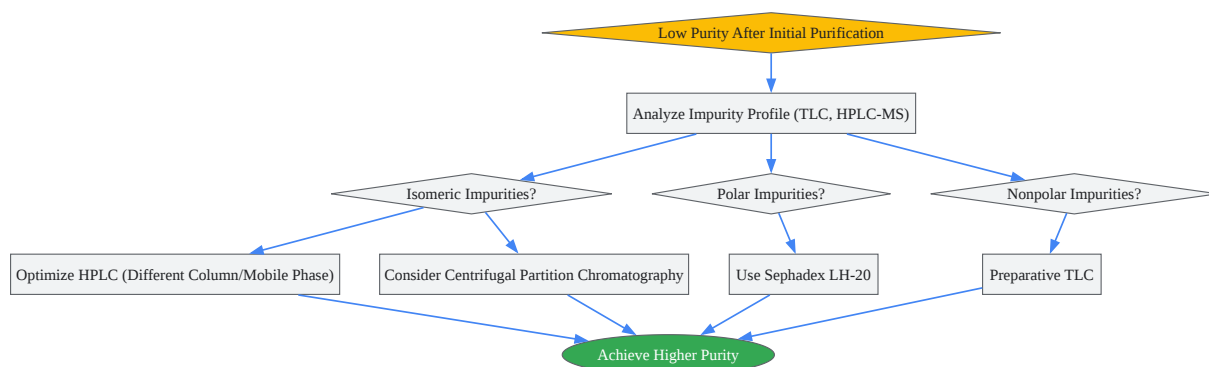 Low Purity After Initial Purification
Analyze Impurity Profile (TLC, HPLC-MS)
Isomeric Impurities?
Polar Impurities?
Nonpolar Impurities?
Optimize HPLC (Different Column/Mobile Phase)
Consider Centrifugal Partition Chromatography
Use Sephadex LH-20
Preparative TLC
Achieve Higher Purity